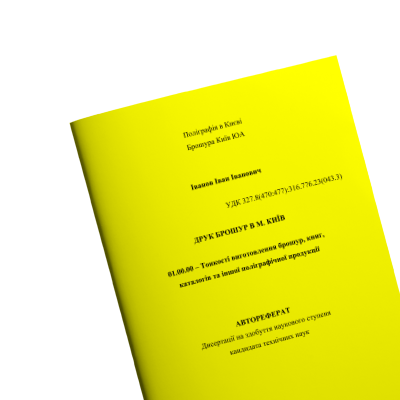 Поліграфія в Києві
Брошура Київ ЮА
Іванов Іван Іванович
УДК 327.8(470:477):316.776.23(043.3)
ДРУК БРОШУР В М. КИЇВ
01.00.00 – Тонкості виготовлення брошур, книг,
каталогів та іншої поліграфічної продукції
АВТОРЕФЕРАТ
Дисертації на здобуття наукового ступеня
кандидата технічних наук